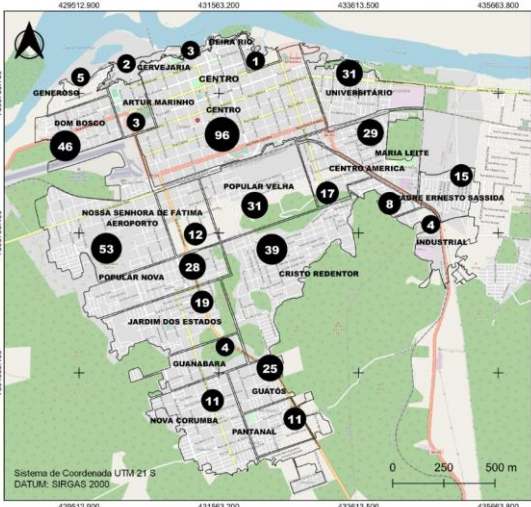 429512.900 431563.200 433613.500 435663.800
BEIRA RIO
3
1
2
CERVEJARIA
5
CENTRO
31
GENEROSO
UNIVERSITÁRIO
ARTUR MARINHO
CENTRO
DOM BOSCO
3
96
29
46
MARIA LEITE
CENTRO AMERICA
15
POPULAR VELHA
17
PADRE ERNESTO SASSIDA
31
8
NOSSA SENHORA DE FÁTIMA
4
AEROPORTO
12
INDUSTRIAL
53
39
28
CRISTO REDENTOR
POPULAR NOVA
19
JARDIM DOS ESTADOS
4
GUANABARA
25
GUATÓS
11
NOVA CORUMBA
11
PANTANAL
Sistema de Coordenada UTM 21 S
DATUM: SIRGAS 2000
0 250 500 m
429512.900 431563.200 433613.500 435663.800